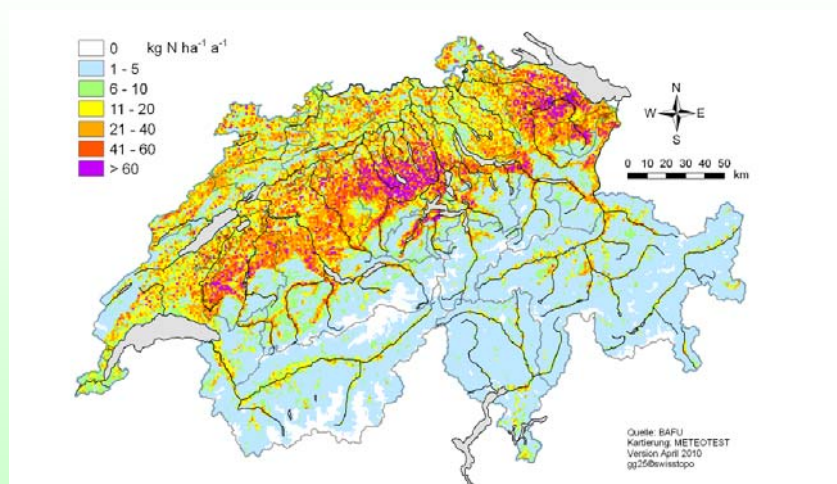 0 kg N ha⁻¹ a⁻¹
1 - 5
6 - 10
11 - 20
21 - 40
41 - 60
> 60
N
W E
S
0 10 20 30 40 50
km
Quelle: BAFU
Kartierung: METEOTEST
Version April 2010
gg25©swisstopo